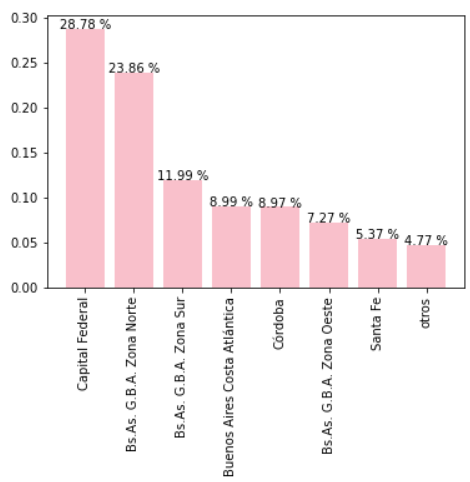 0.30
0.25
0.20
0.15
0.10
0.05
0.00
28.78 %
23.86 %
11.99 %
8.99 %
8.97 %
7.27 %
5.37 %
4.77 %
Capital Federal
Bs.As. G.B.A. Zona Norte
Bs.As. G.B.A. Zona Sur
Buenos Aires Costa Atlántica
Córdoba
Bs.As. G.B.A. Zona Oeste
Santa Fe
otros